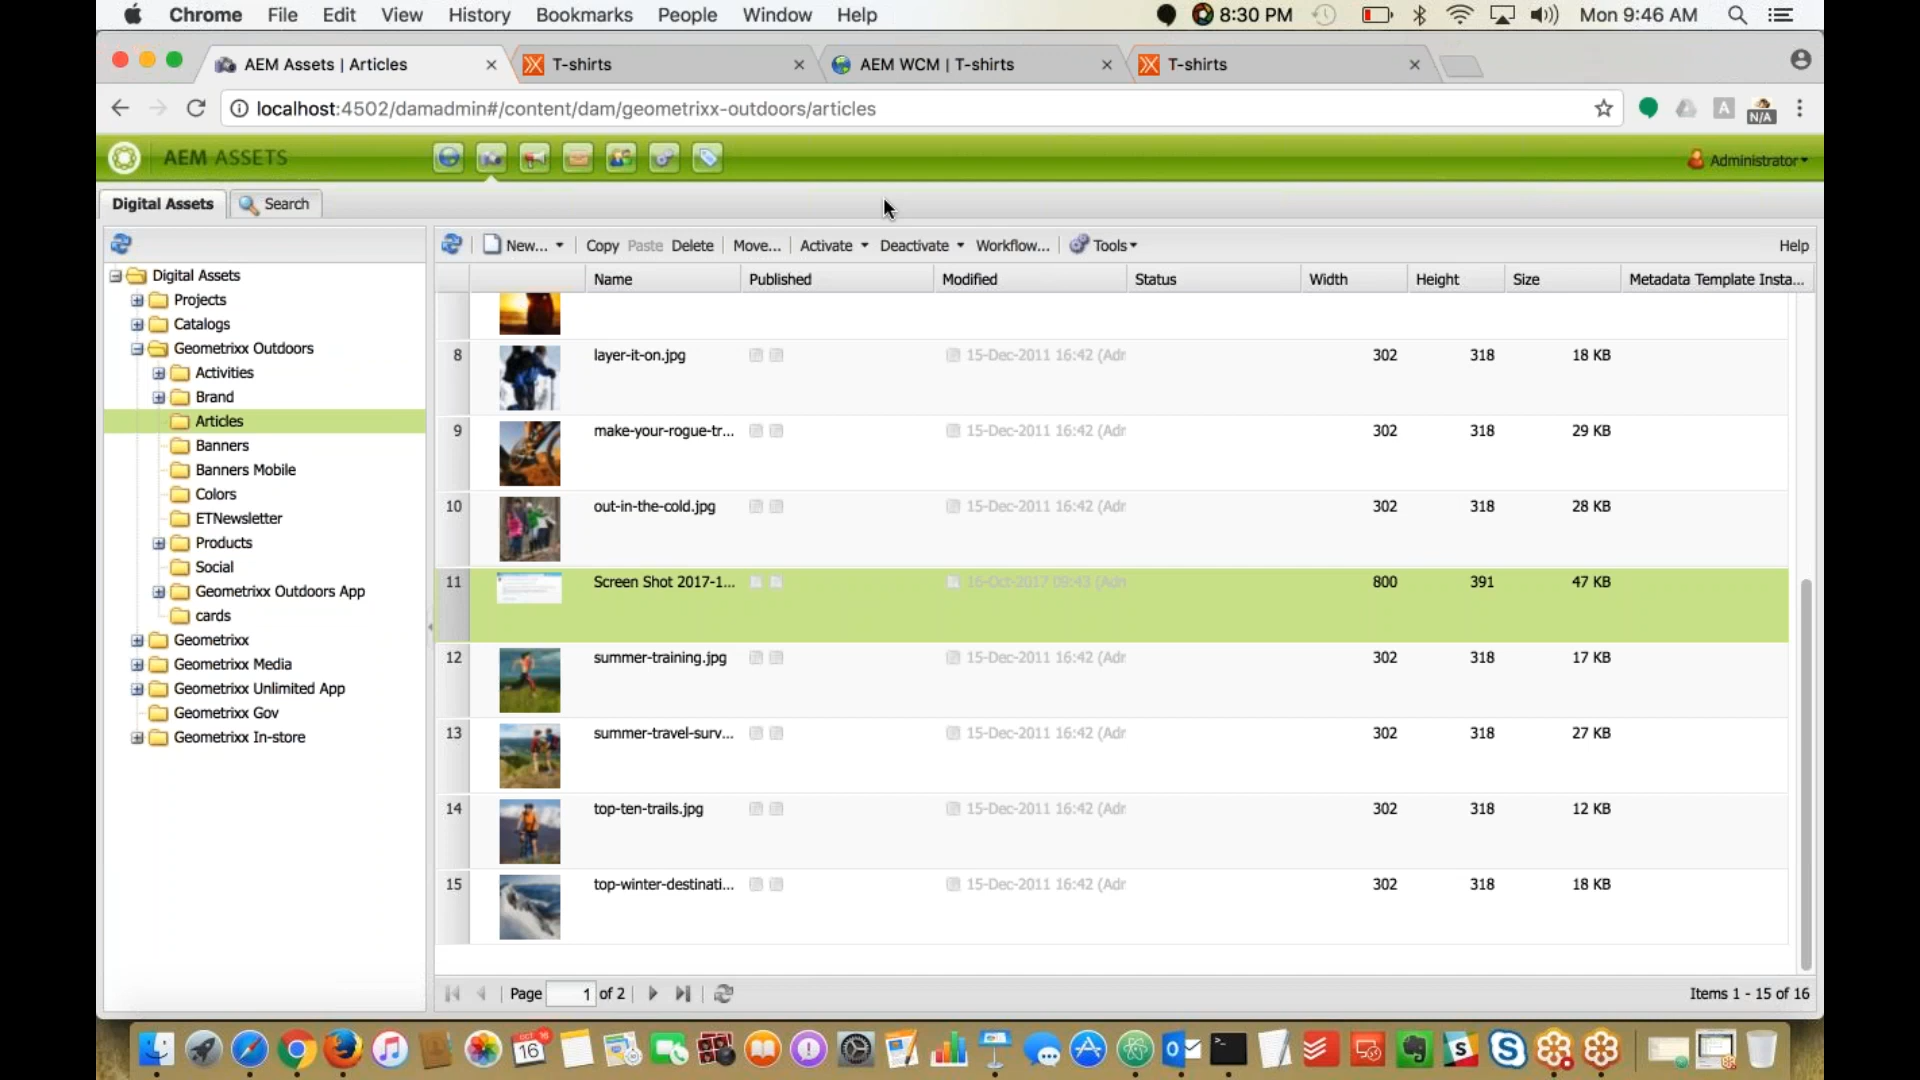 Chrome File Edit View History Bookmarks People Window Help 8:30 PM Mon 9:46 AM
AEM Assets | Articles T-shirts AEM WCM | T-shirts T-shirts
localhost:4502/damadmin#/content/dam/geometrixx-outdoors/articles A N/A
AEM ASSETS Administrator
Digital Assets Search
New... Copy Paste Delete Move... Activate Deactivate Workflow... Tools Help
Name Published Modified Status Width Height Size Metadata Template Insta...
Digital Assets
Projects
Catalogs
Geometrixx Outdoors
Activities
Brand
Articles
Banners
Banners Mobile
Colors
ETNewsletter
Products
Social
Geometrixx Outdoors App
cards
Geometrixx
Geometrixx Media
Geometrixx Unlimited App
Geometrixx Gov
Geometrixx In-store
8 layer-it-on.jpg 15-Dec-2011 16:42 (Adr 302 318 18 KB
9 make-your-rogue-tr... 15-Dec-2011 16:42 (Adr 302 318 29 KB
10 out-in-the-cold.jpg 15-Dec-2011 16:42 (Adr 302 318 28 KB
11 Screen Shot 2017-1... 16-Oct-2017 09:43 (Adr 800 391 47 KB
12 summer-training.jpg 15-Dec-2011 16:42 (Adr 302 318 17 KB
13 summer-travel-surv... 15-Dec-2011 16:42 (Adr 302 318 27 KB
14 top-ten-trails.jpg 15-Dec-2011 16:42 (Adr 302 318 12 KB
15 top-winter-destinati... 15-Dec-2011 16:42 (Adr 302 318 18 KB
Page 1 of 2 Items 1 - 15 of 16
OCT 16